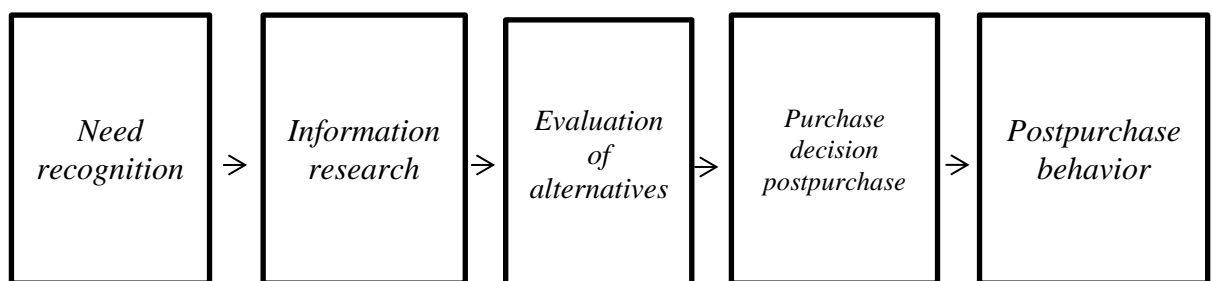 Need
recognition
Information
research
Evaluation
of
alternatives
Purchase
decision
postpurchase
Postpurchase
behavior